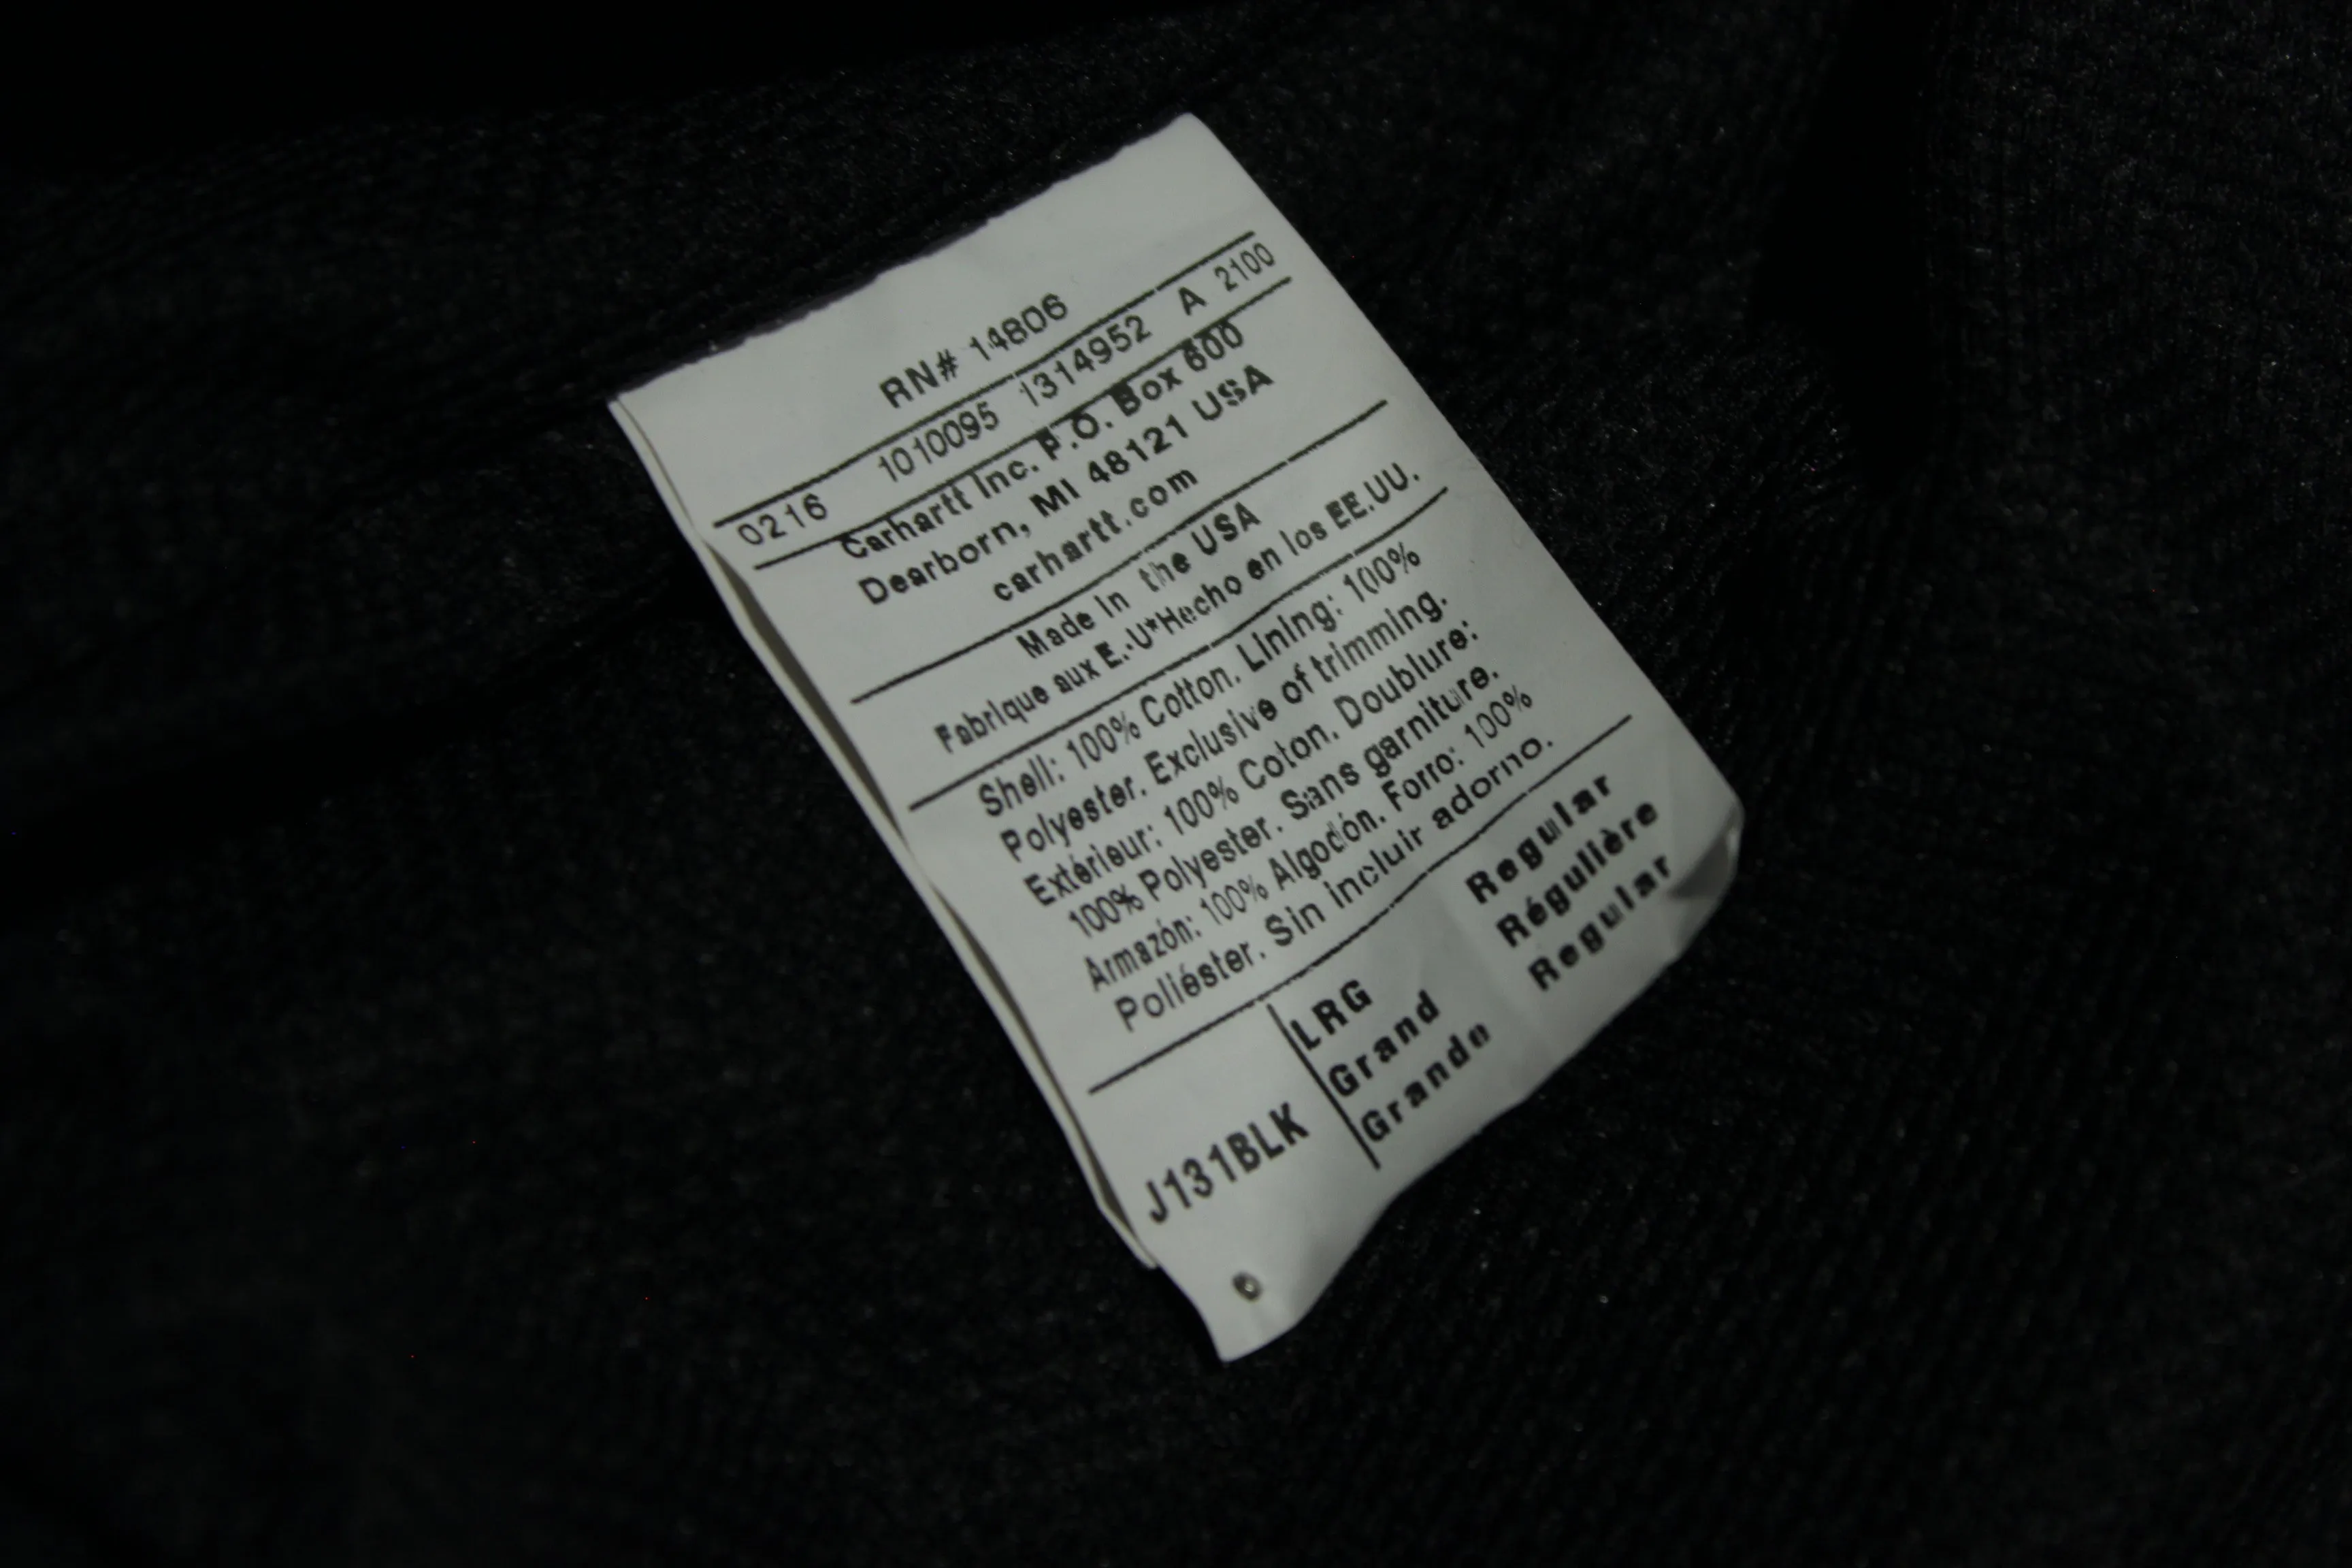 RN# 14806
0216 1010095 1314952 A 2100
Carhartt Inc. P.O. Box 600
Dearborn, MI 48121 USA
carhartt.com
Made in the USA
Fabrique aux E.-U*Hecho en los EE.UU.
Shell: 100% Cotton. Lining: 100%
Polyester. Exclusive of trimming.
Extérieur: 100% Coton. Doublure:
100% Polyester. Sans garniture.
Armazón: 100% Algodón. Forro: 100%
Poliéster. Sin incluir adorno.
J131BLK
LRG Regular
Grand Régulière
Grande Regular